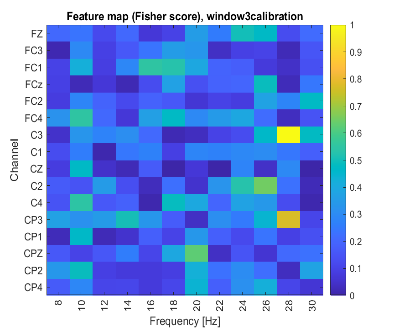 Feature map (Fisher score), window3calibration
Channel
FZ
FC3
FC1
FCz
FC2
FC4
C3
C1
CZ
C2
C4
CP3
CP1
CPZ
CP2
CP4
8 10 12 14 16 18 20 22 24 26 28 30
Frequency [Hz]
1
0.9
0.8
0.7
0.6
0.5
0.4
0.3
0.2
0.1
0